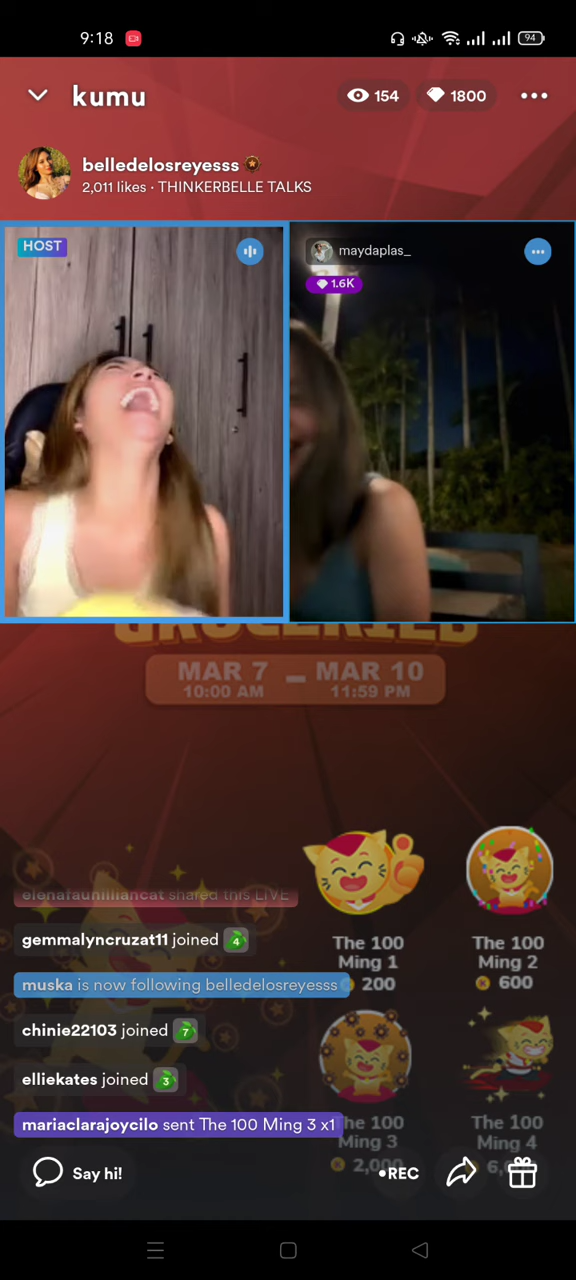 9:18
94
kumu
154
1800
belledelosreyesss
2,011 likes · THINKERBELLE TALKS
HOST
maydaplas_
1.6K
GROCERIES
MAR 7 – MAR 10
10:00 AM 11:59 PM
elenafaunilliancat shared this LIVE
gemmalyncruzat11 joined 4
muska is now following belledelosreyesss
chinie22103 joined 7
elliekates joined 3
mariaclarajoycilo sent The 100 Ming 3 x1
The 100
Ming 1
200
The 100
Ming 2
600
The 100
Ming 3
2,000
The 100
Ming 4
Say hi!
•REC